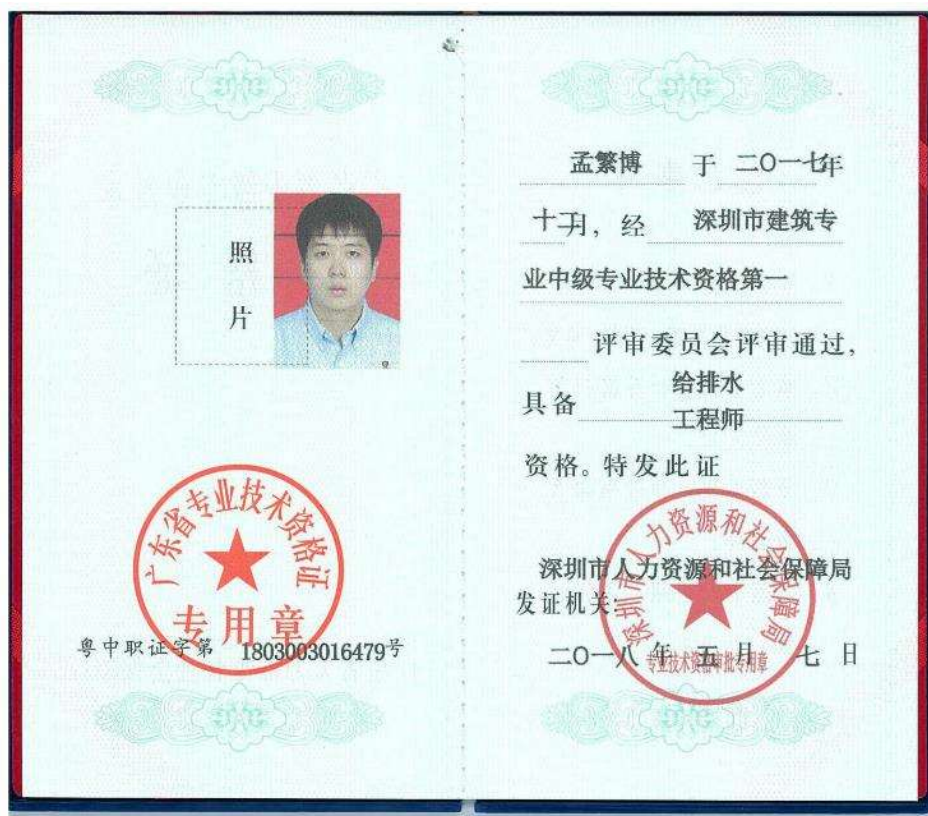 照
片
广东省专业技术资格证
专用章
粤中职证字第 1803003016479号
孟繁博 于 二〇一七年
十二月, 经 深圳市建筑专
业中级专业技术资格第一
评审委员会评审通过,
具备 给排水
工程师
资格。特发此证
深圳市人力资源和社会保障局
发证机关:
二〇一八 年 五 月 七 日
深圳市人力资源和社会保障局
专业技术资格审批专用章